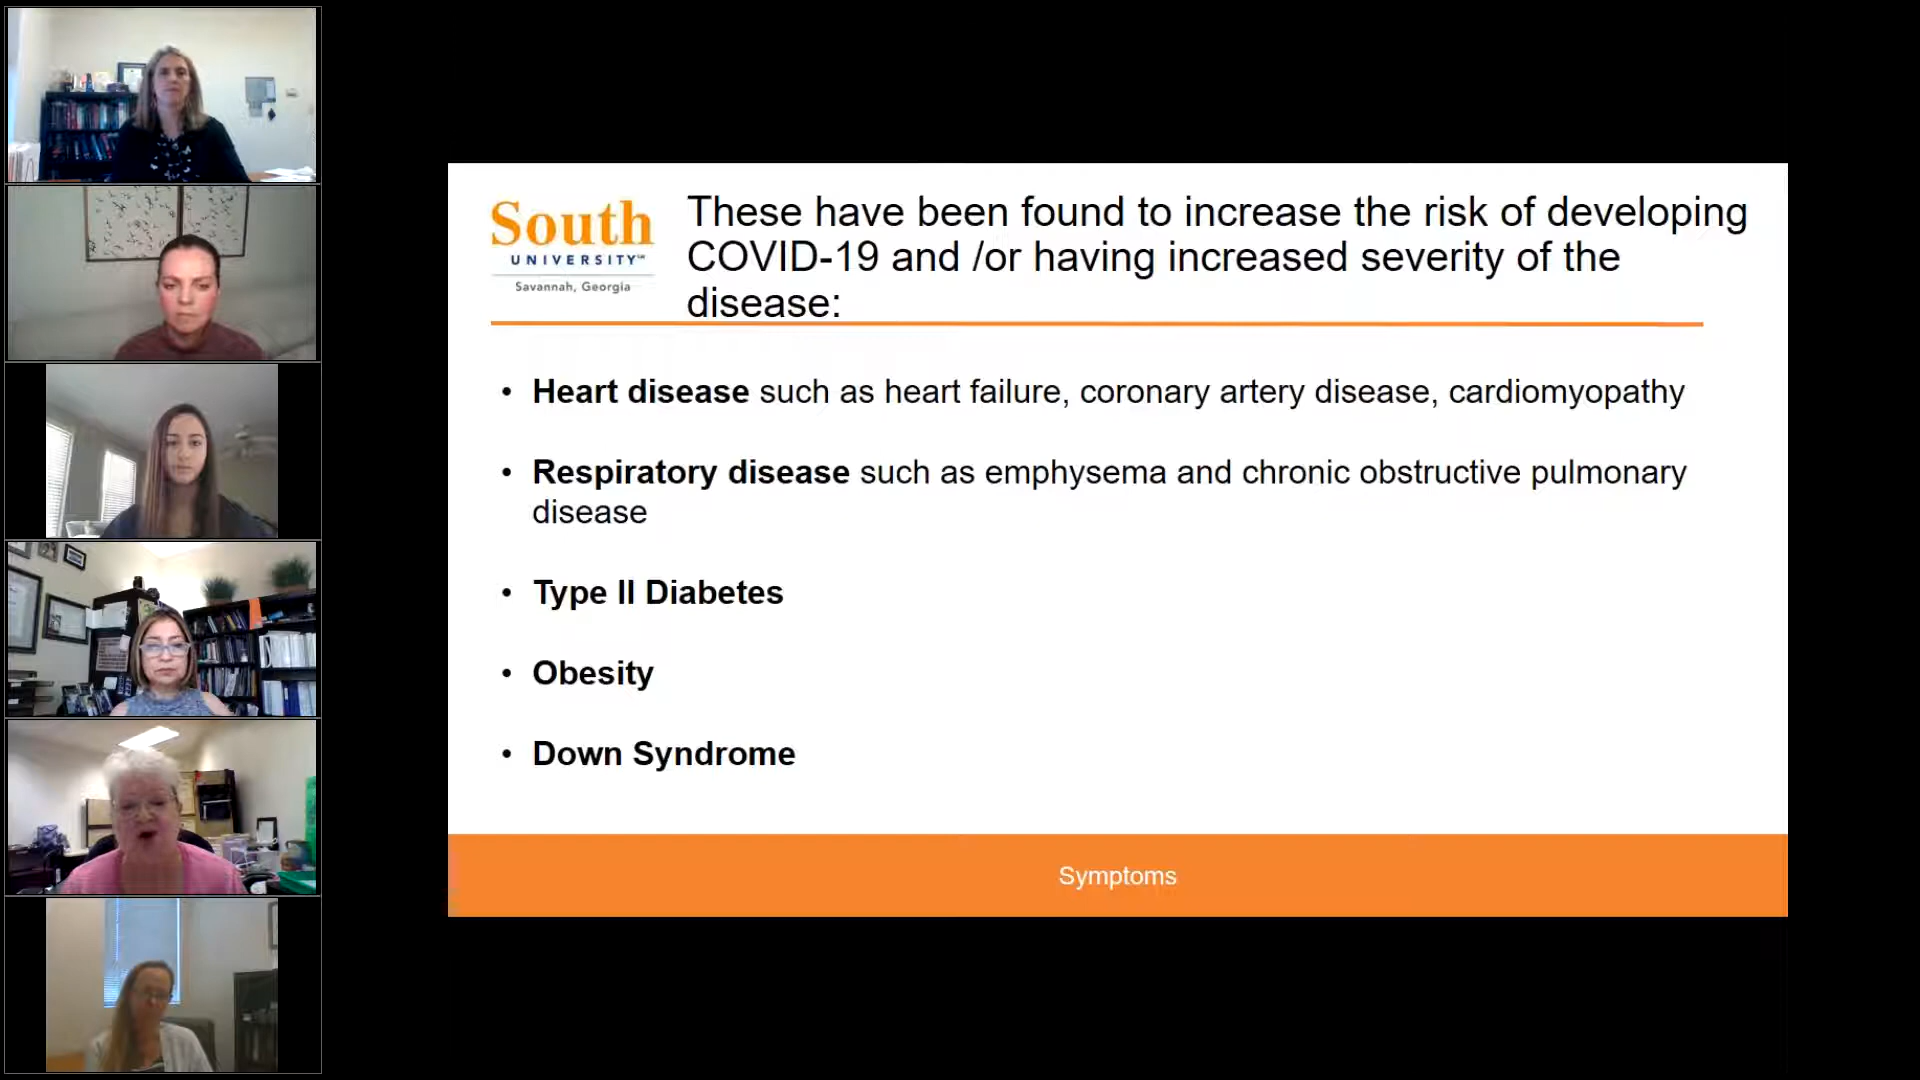 South
UNIVERSITY℠
Savannah, Georgia
These have been found to increase the risk of developing
COVID-19 and /or having increased severity of the
disease:
• Heart disease such as heart failure, coronary artery disease, cardiomyopathy
• Respiratory disease such as emphysema and chronic obstructive pulmonary
disease
• Type II Diabetes
• Obesity
• Down Syndrome
Symptoms